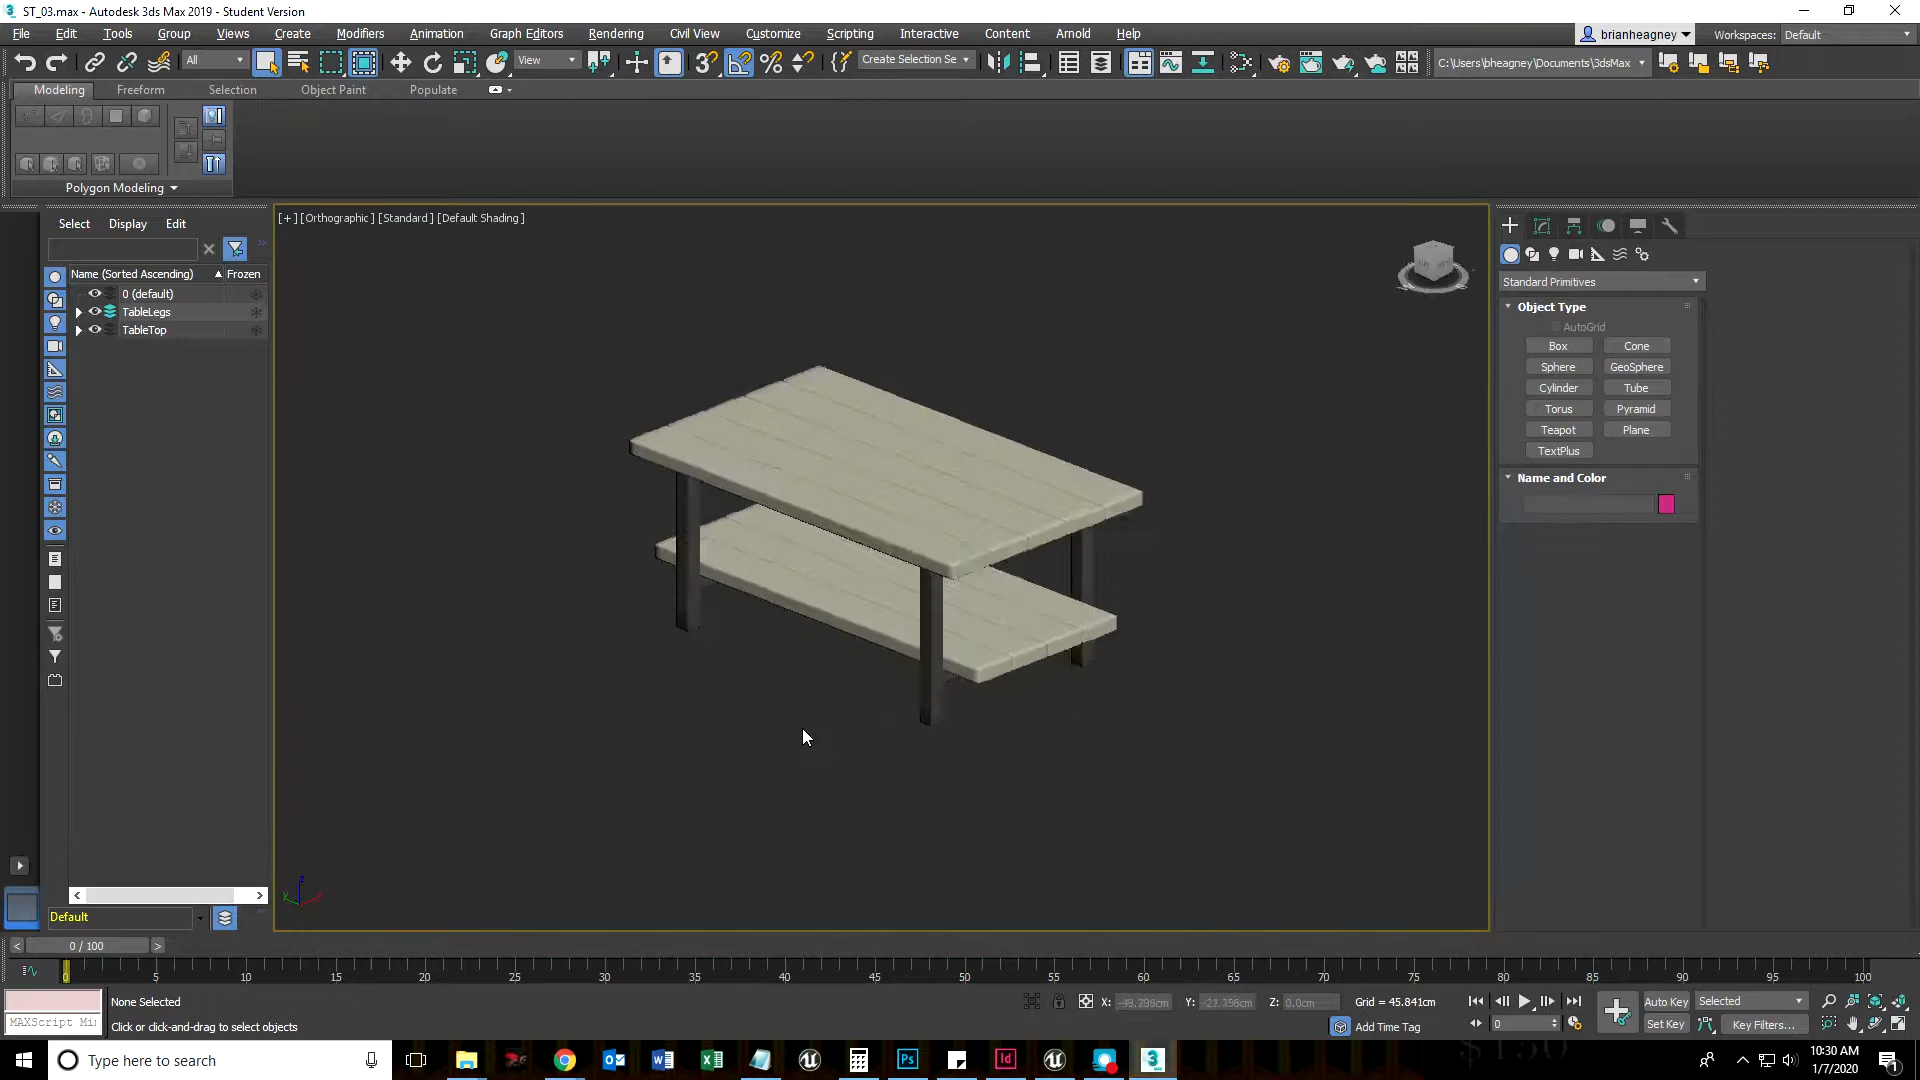 ST_03.max - Autodesk 3ds Max 2019 - Student Version
File Edit Tools Group Views Create Modifiers Animation Graph Editors Rendering Civil View Customize Scripting Interactive Content Arnold Help brianheagney Workspaces: Default
All View Create Selection Se C:\Users\bheagney\Documents\3dsMax
Modeling Freeform Selection Object Paint Populate
Polygon Modeling
Select Display Edit
[+] [Orthographic] [Standard] [Default Shading]
Name (Sorted Ascending) Frozen
0 (default)
TableLegs
TableTop
Standard Primitives
Object Type
AutoGrid
Box Cone
Sphere GeoSphere
Cylinder Tube
Torus Pyramid
Teapot Plane
TextPlus
Name and Color
z
Default
0 / 100
0 5 10 15 20 25 30 35 40 45 50 55 60 65 70 75 80 85 90 95 100
None Selected X: Y: Z: 0.0cm Grid = 45.841cm Auto Key Selected
MAXScript Mi Click or click-and-drag to select objects Add Time Tag 0 Set Key Key Filters...
Type here to search
10:30 AM
1/7/2020
$150